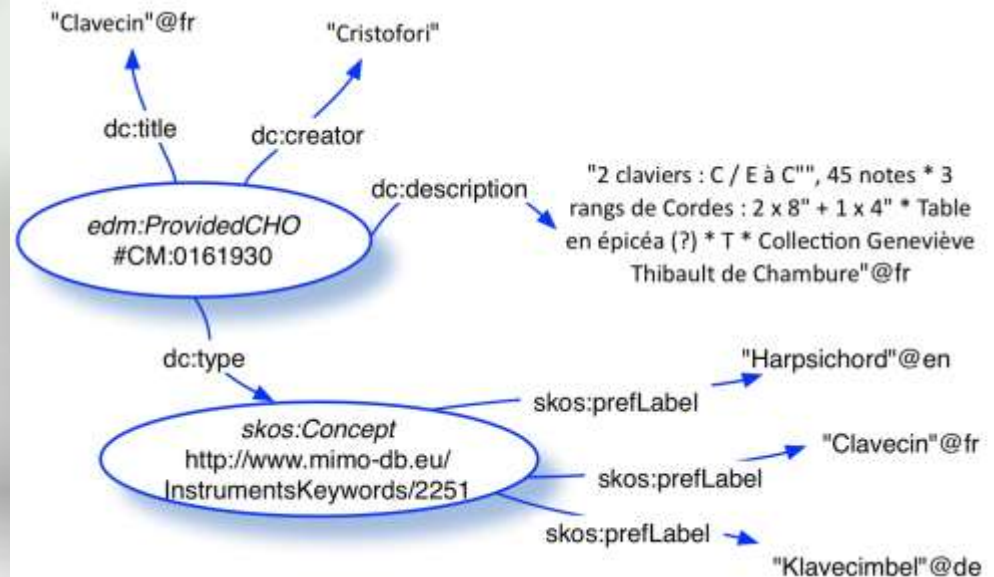 "Clavecin"@fr
"Cristofori"
dc:title
dc:creator
dc:description
"2 claviers : C / E à C"", 45 notes * 3
rangs de Cordes : 2 x 8" + 1 x 4" * Table
en épicéa (?) * T * Collection Geneviève
Thibault de Chambure"@fr
edm:ProvidedCHO
#CM:0161930
dc:type
"Harpsichord"@en
skos:prefLabel
skos:Concept
http://www.mimo-db.eu/
InstrumentsKeywords/2251
"Clavecin"@fr
skos:prefLabel
skos:prefLabel
"Klavecimbel"@de